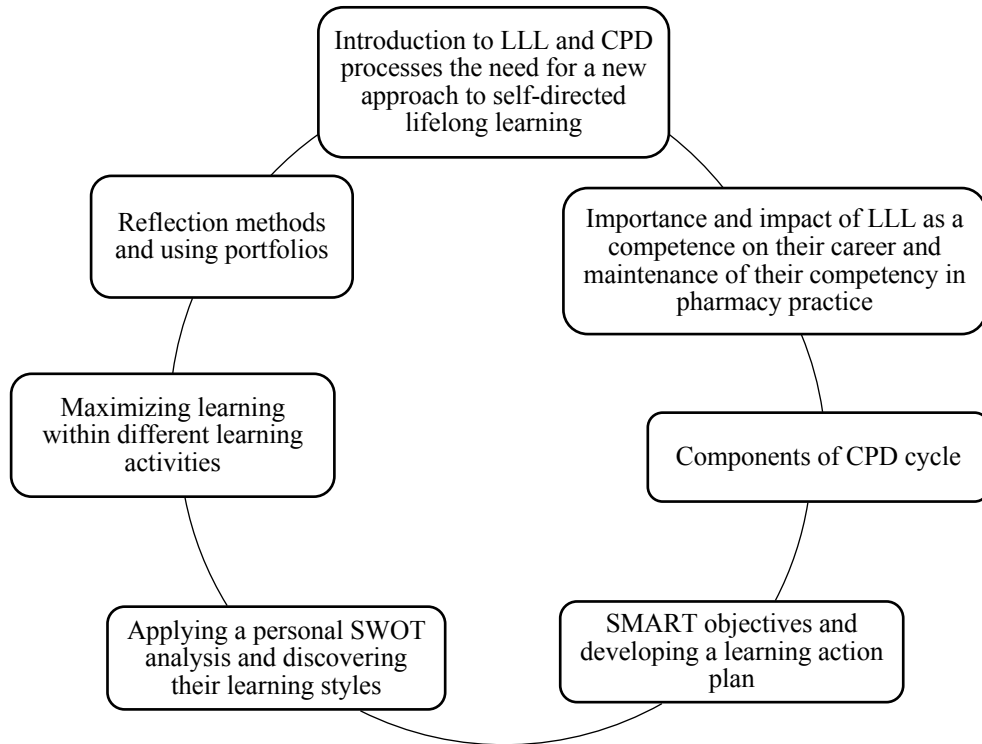 Introduction to LLL and CPD
processes the need for a new
approach to self-directed
lifelong learning
Importance and impact of LLL as a
competence on their career and
maintenance of their competency in
pharmacy practice
Components of CPD cycle
SMART objectives and
developing a learning action
plan
Applying a personal SWOT
analysis and discovering
their learning styles
Maximizing learning
within different learning
activities
Reflection methods
and using portfolios